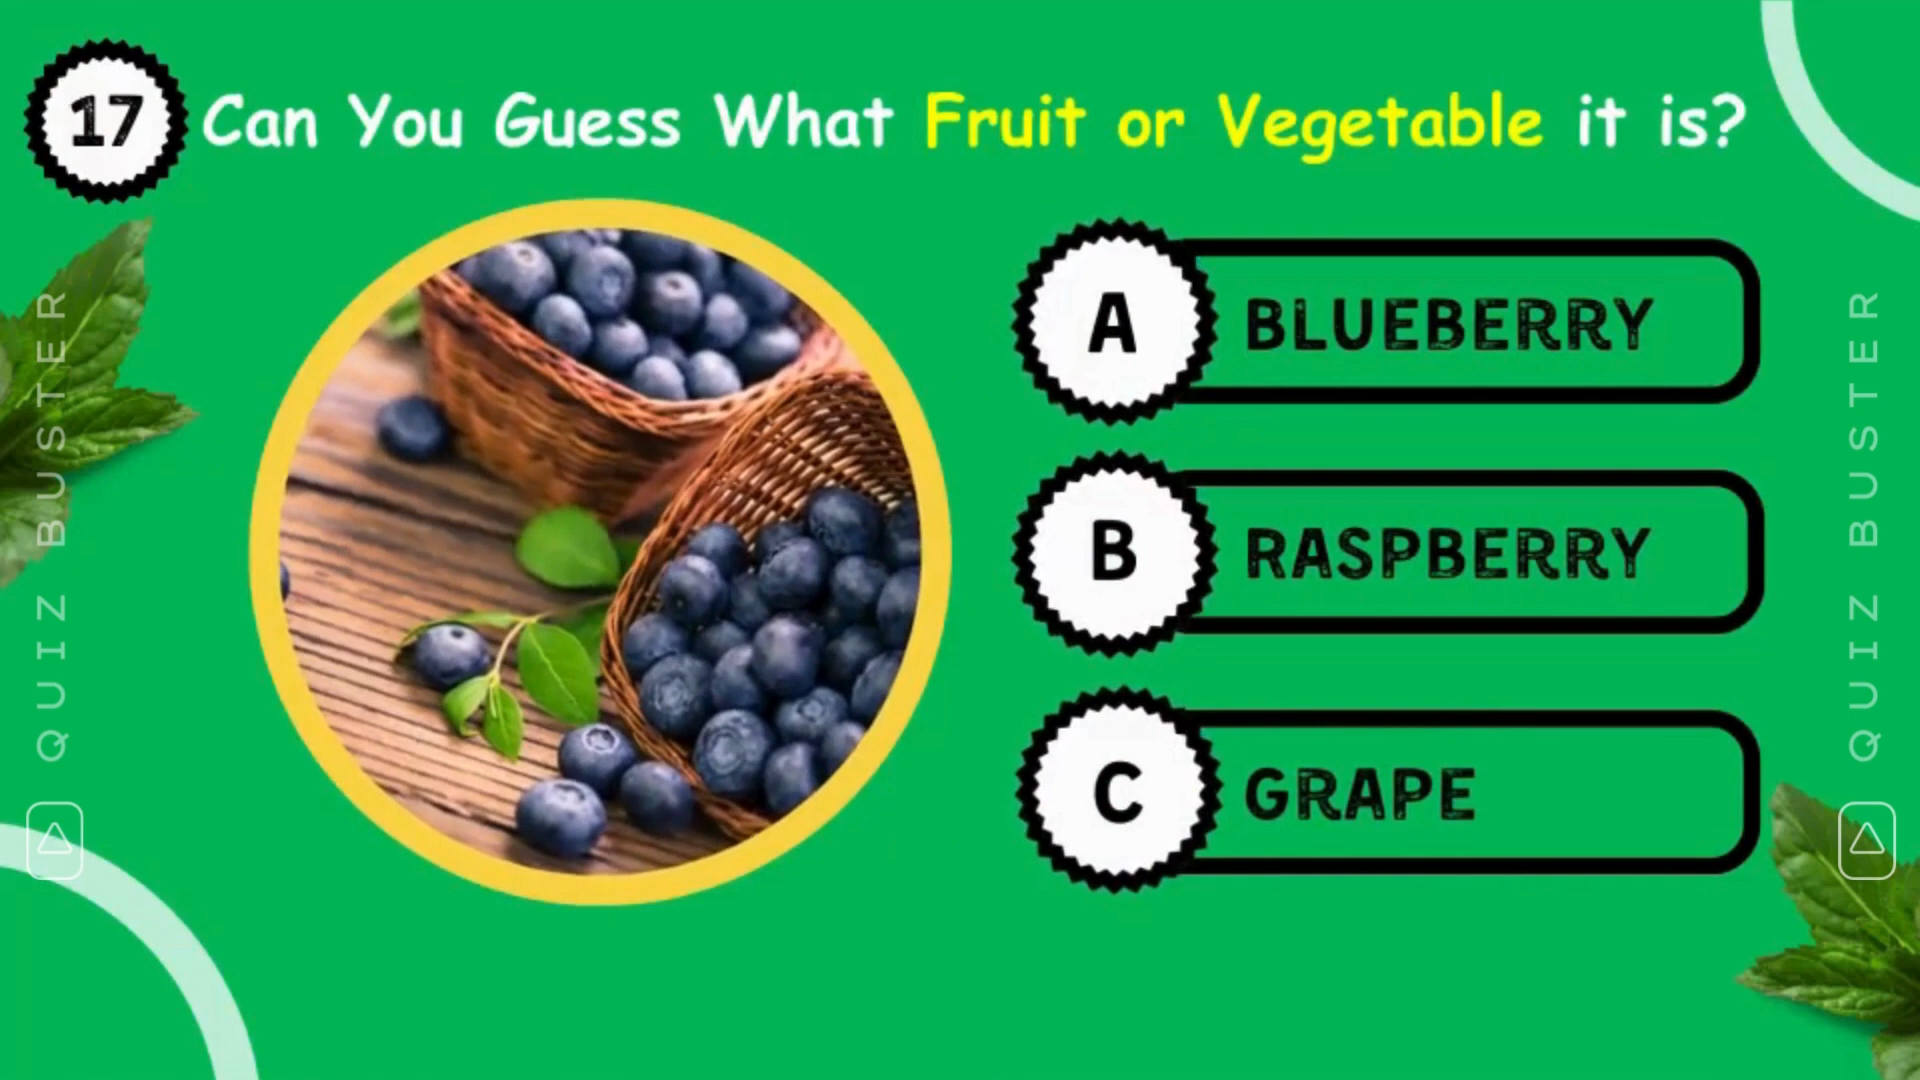 17
Can You Guess What Fruit or Vegetable it is?
A
BLUEBERRY
B
RASPBERRY
C
GRAPE
QUIZ BUSTER
QUIZ BUSTER